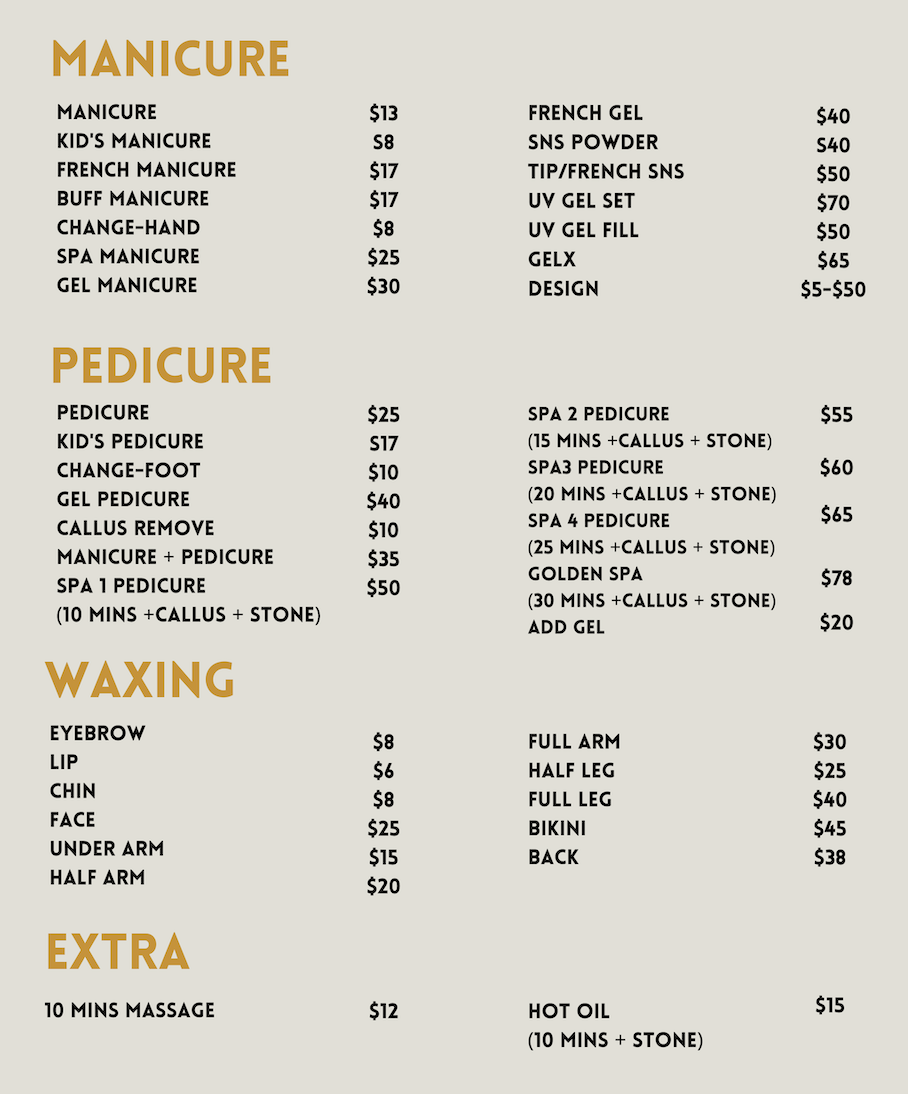 MANICURE
MANICURE $13
KID'S MANICURE S8
FRENCH MANICURE $17
BUFF MANICURE $17
CHANGE-HAND $8
SPA MANICURE $25
GEL MANICURE $30
FRENCH GEL $40
SNS POWDER S40
TIP/FRENCH SNS $50
UV GEL SET $70
UV GEL FILL $50
GELX $65
DESIGN $5-$50
PEDICURE
PEDICURE $25
KID'S PEDICURE S17
CHANGE-FOOT $10
GEL PEDICURE $40
CALLUS REMOVE $10
MANICURE + PEDICURE $35
SPA 1 PEDICURE $50
(10 MINS +CALLUS + STONE)
SPA 2 PEDICURE $55
(15 MINS +CALLUS + STONE)
SPA3 PEDICURE $60
(20 MINS +CALLUS + STONE)
SPA 4 PEDICURE $65
(25 MINS +CALLUS + STONE)
GOLDEN SPA $78
(30 MINS +CALLUS + STONE)
ADD GEL $20
WAXING
EYEBROW $8
LIP $6
CHIN $8
FACE $25
UNDER ARM $15
HALF ARM $20
FULL ARM $30
HALF LEG $25
FULL LEG $40
BIKINI $45
BACK $38
EXTRA
10 MINS MASSAGE $12
HOT OIL $15
(10 MINS + STONE)